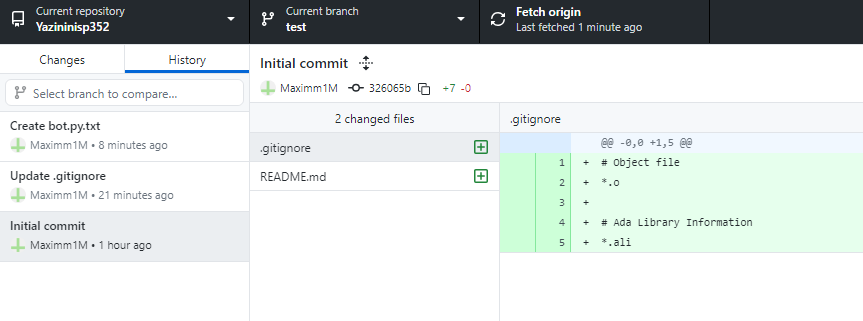 Current repository
Yazininisp352
Current branch
test
Fetch origin
Last fetched 1 minute ago
Changes
History
Select branch to compare...
Create bot.py.txt
Maximm1M • 8 minutes ago
Update .gitignore
Maximm1M • 21 minutes ago
Initial commit
Maximm1M • 1 hour ago
Initial commit
Maximm1M 326065b +7 -0
2 changed files
.gitignore
README.md
.gitignore
@@ -0,0 +1,5 @@
1 + # Object file
2 + *.o
3 +
4 + # Ada Library Information
5 + *.ali